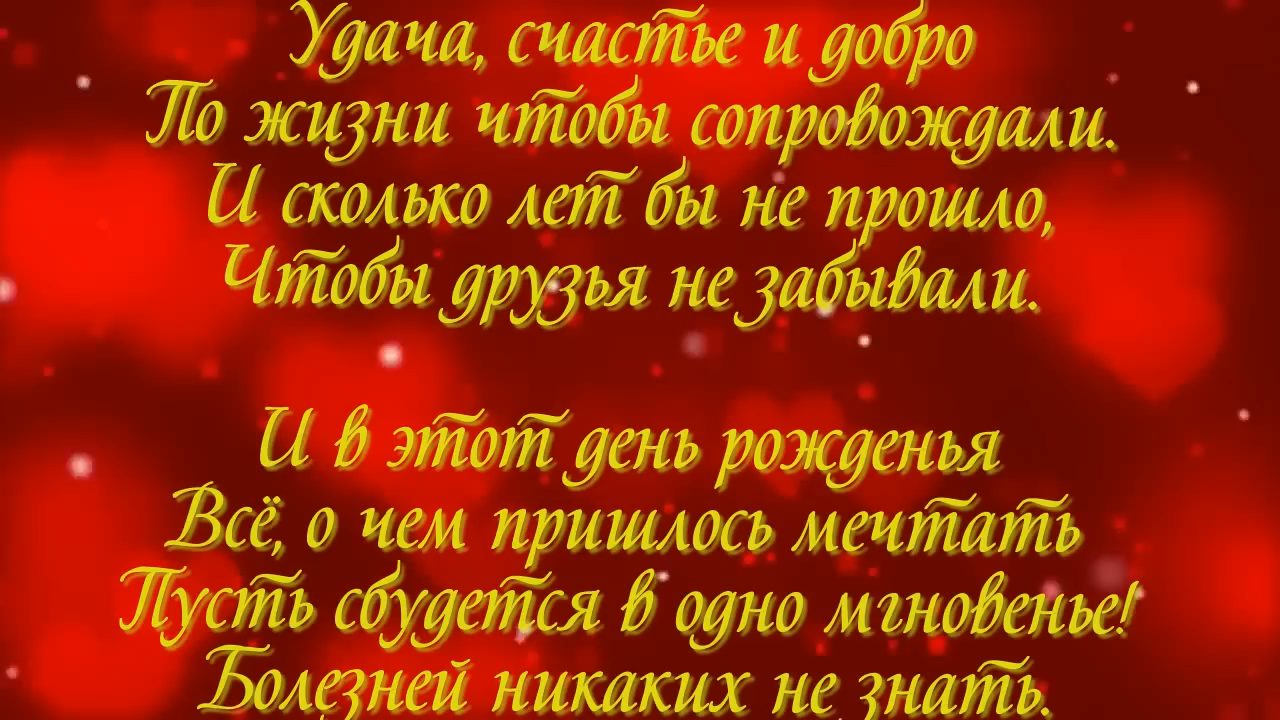 Удача, счастье и добро
По жизни чтобы сопровождали.
И сколько лет бы не прошло,
Чтобы друзья не забывали.
И в этот день рожденья
Всё, о чем пришлось мечтать
Пусть сбудется в одно мгновенье!
Болезней никаких не знать.